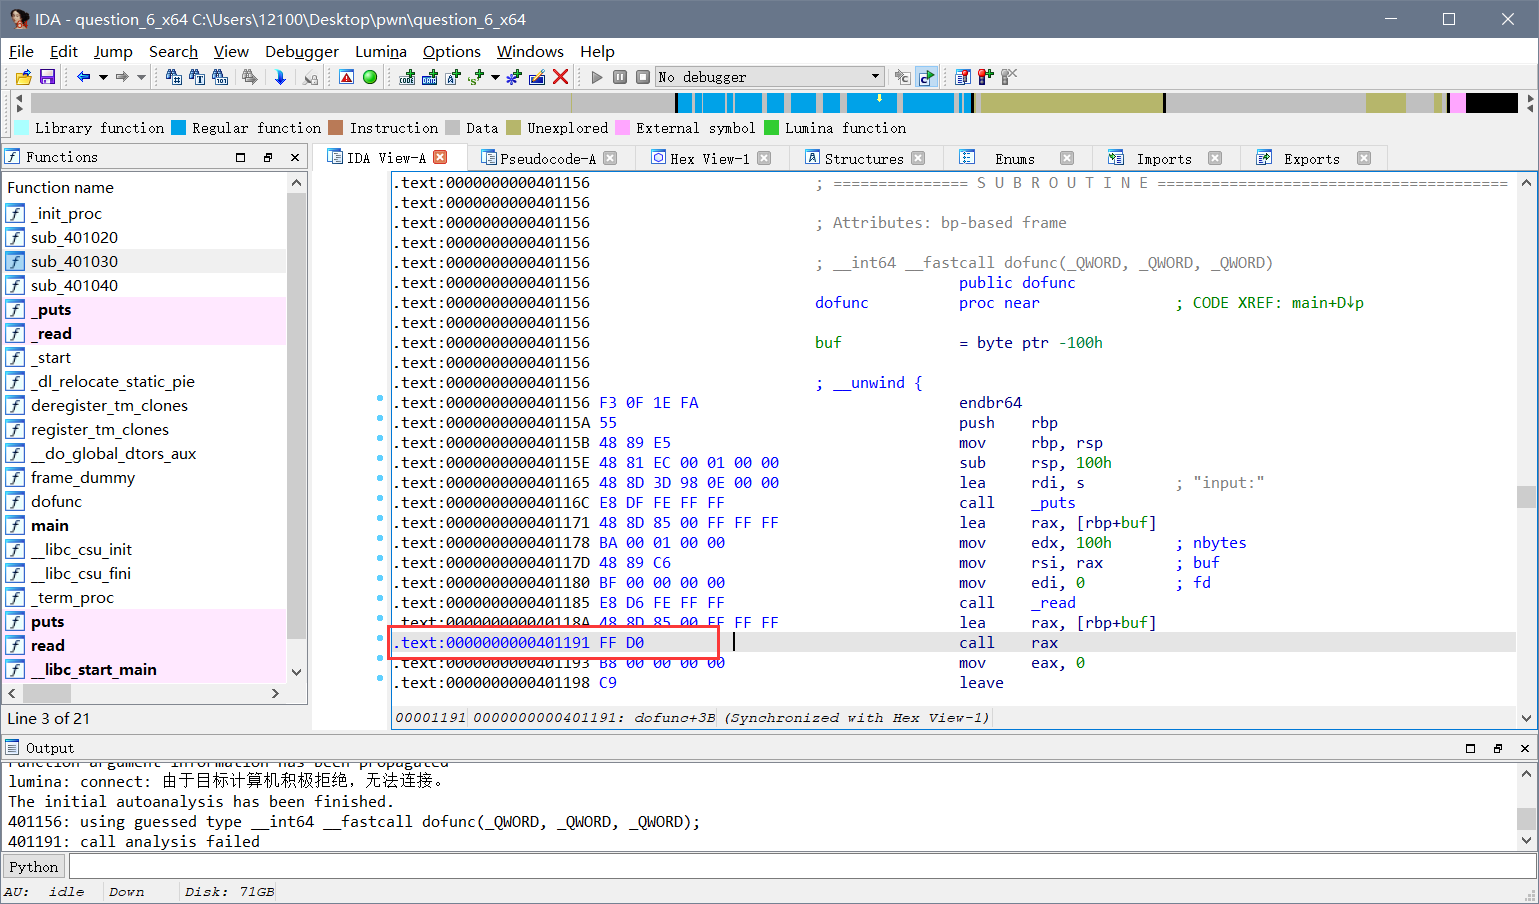 IDA - question_6_x64 C:\Users\12100\Desktop\pwn\question_6_x64
File Edit Jump Search View Debugger Lumina Options Windows Help
No debugger
Library function Regular function Instruction Data Unexplored External symbol Lumina function
Functions
IDA View-A Pseudocode-A Hex View-1 Structures Enums Imports Exports
Function name
_init_proc
sub_401020
sub_401030
sub_401040
_puts
_read
_start
_dl_relocate_static_pie
deregister_tm_clones
register_tm_clones
__do_global_dtors_aux
frame_dummy
dofunc
main
__libc_csu_init
__libc_csu_fini
_term_proc
puts
read
__libc_start_main
Line 3 of 21
.text:0000000000401156 ; =============== S U B R O U T I N E =======================================
.text:0000000000401156
.text:0000000000401156 ; Attributes: bp-based frame
.text:0000000000401156
.text:0000000000401156 ; __int64 __fastcall dofunc(_QWORD, _QWORD, _QWORD)
.text:0000000000401156 public dofunc
.text:0000000000401156 dofunc proc near ; CODE XREF: main+D↓p
.text:0000000000401156
.text:0000000000401156 buf = byte ptr -100h
.text:0000000000401156
.text:0000000000401156 ; __unwind {
.text:0000000000401156 F3 0F 1E FA endbr64
.text:000000000040115A 55 push rbp
.text:000000000040115B 48 89 E5 mov rbp, rsp
.text:000000000040115E 48 81 EC 00 01 00 00 sub rsp, 100h
.text:0000000000401165 48 8D 3D 98 0E 00 00 lea rdi, s ; "input:"
.text:000000000040116C E8 DF FE FF FF call _puts
.text:0000000000401171 48 8D 85 00 FF FF FF lea rax, [rbp+buf]
.text:0000000000401178 BA 00 01 00 00 mov edx, 100h ; nbytes
.text:000000000040117D 48 89 C6 mov rsi, rax ; buf
.text:0000000000401180 BF 00 00 00 00 mov edi, 0 ; fd
.text:0000000000401185 E8 D6 FE FF FF call _read
.text:000000000040118A 48 8D 85 00 FF FF FF lea rax, [rbp+buf]
.text:0000000000401191 FF D0 call rax
.text:0000000000401193 B8 00 00 00 00 mov eax, 0
.text:0000000000401198 C9 leave
00001191 0000000000401191: dofunc+3B (Synchronized with Hex View-1)
Output
Function argument information has been propagated
lumina: connect: 由于目标计算机积极拒绝，无法连接。
The initial autoanalysis has been finished.
401156: using guessed type __int64 __fastcall dofunc(_QWORD, _QWORD, _QWORD);
401191: call analysis failed
Python
AU: idle Down Disk: 71GB